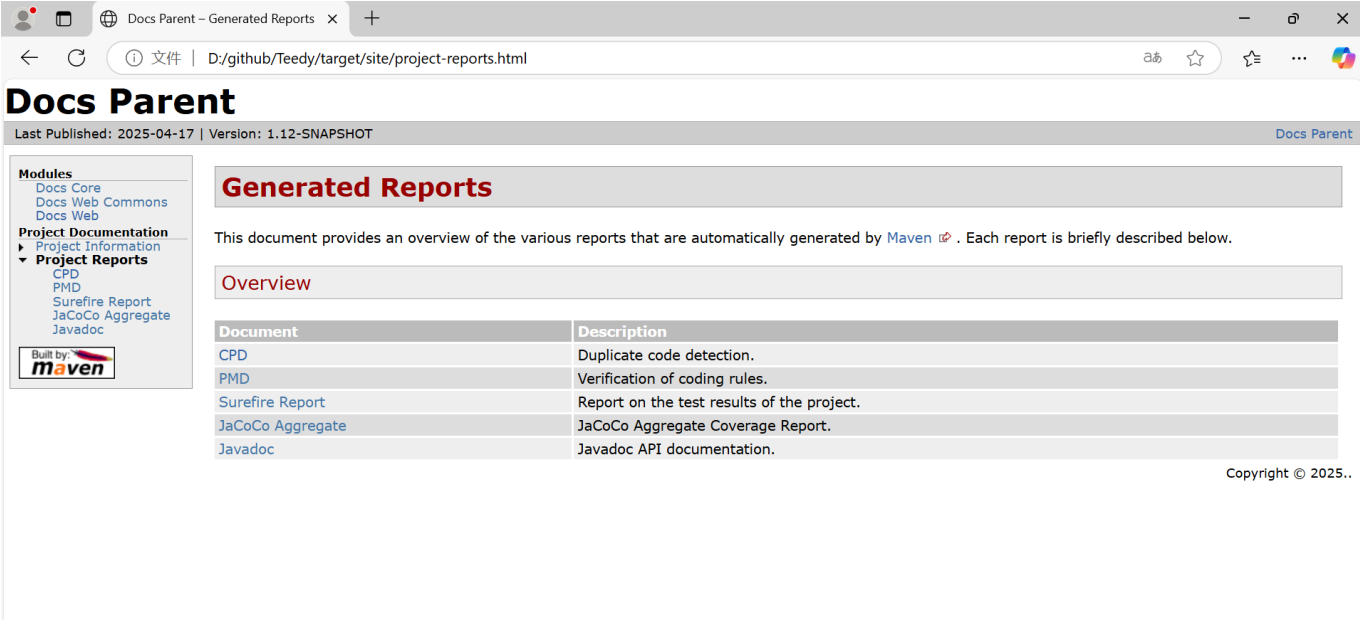 Docs Parent – Generated Reports
文件 D:/github/Teedy/target/site/project-reports.html
Docs Parent
Last Published: 2025-04-17 | Version: 1.12-SNAPSHOT
Docs Parent
Modules
Docs Core
Docs Web Commons
Docs Web
Project Documentation
Project Information
Project Reports
CPD
PMD
Surefire Report
JaCoCo Aggregate
Javadoc
Built by:
maven
Generated Reports
This document provides an overview of the various reports that are automatically generated by Maven . Each report is briefly described below.
Overview
Document Description
CPD Duplicate code detection.
PMD Verification of coding rules.
Surefire Report Report on the test results of the project.
JaCoCo Aggregate JaCoCo Aggregate Coverage Report.
Javadoc Javadoc API documentation.
Copyright © 2025..